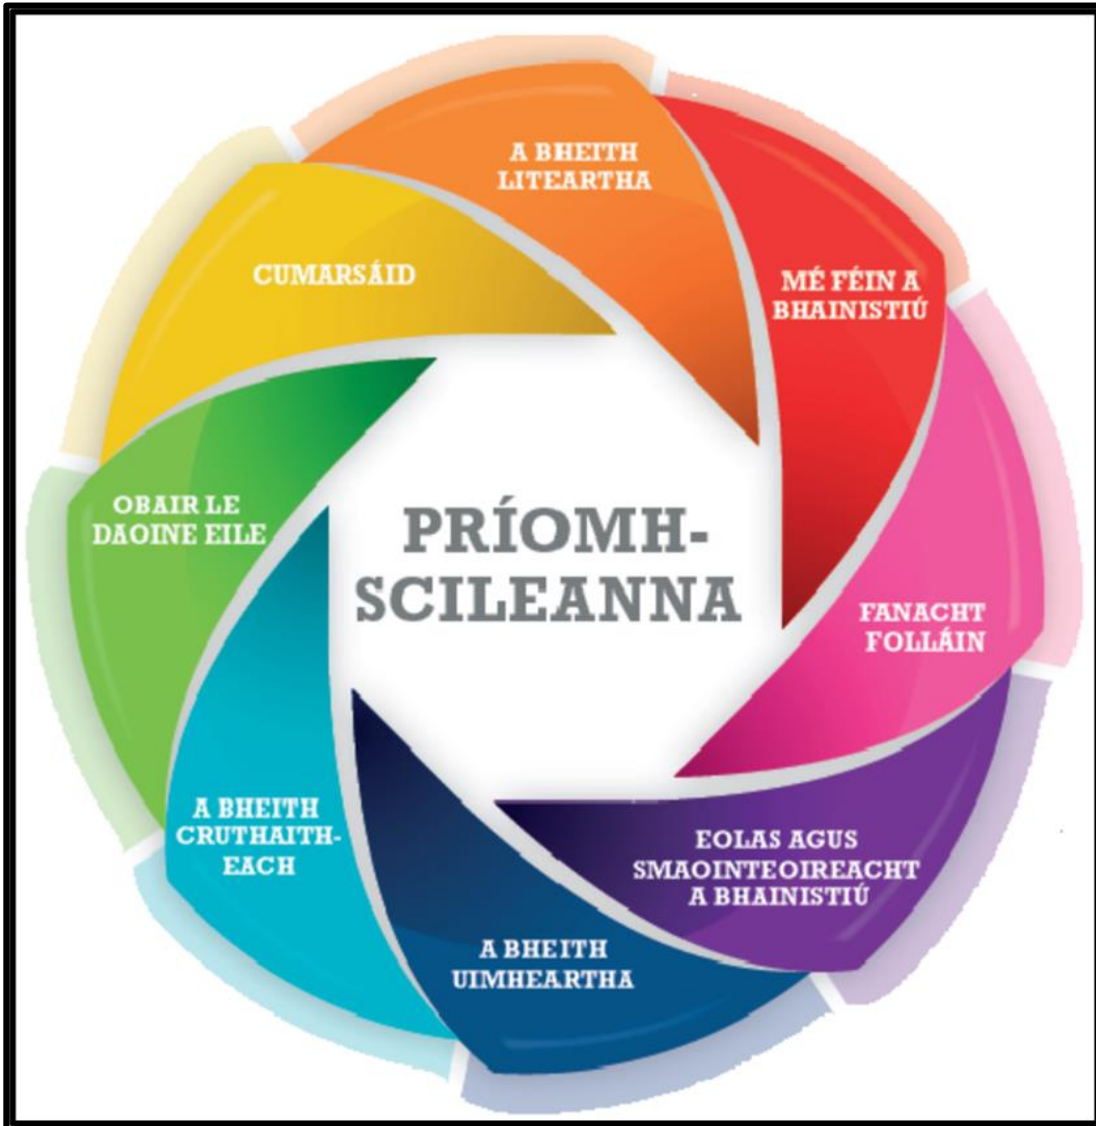 A BHEITH
LITEARTHA
MÉ FÉIN A
BHAINISTIÚ
FANACHT
FOLLÁIN
EOLAS AGUS
SMAOINTEOIREACHT
A BHAINISTIÚ
A BHEITH
UIMHEARTHA
A BHEITH
CRUTHAITH-
EACH
OBAIR LE
DAOINE EILE
CUMARSÁID
PRÍOMH-
SCILEANNA